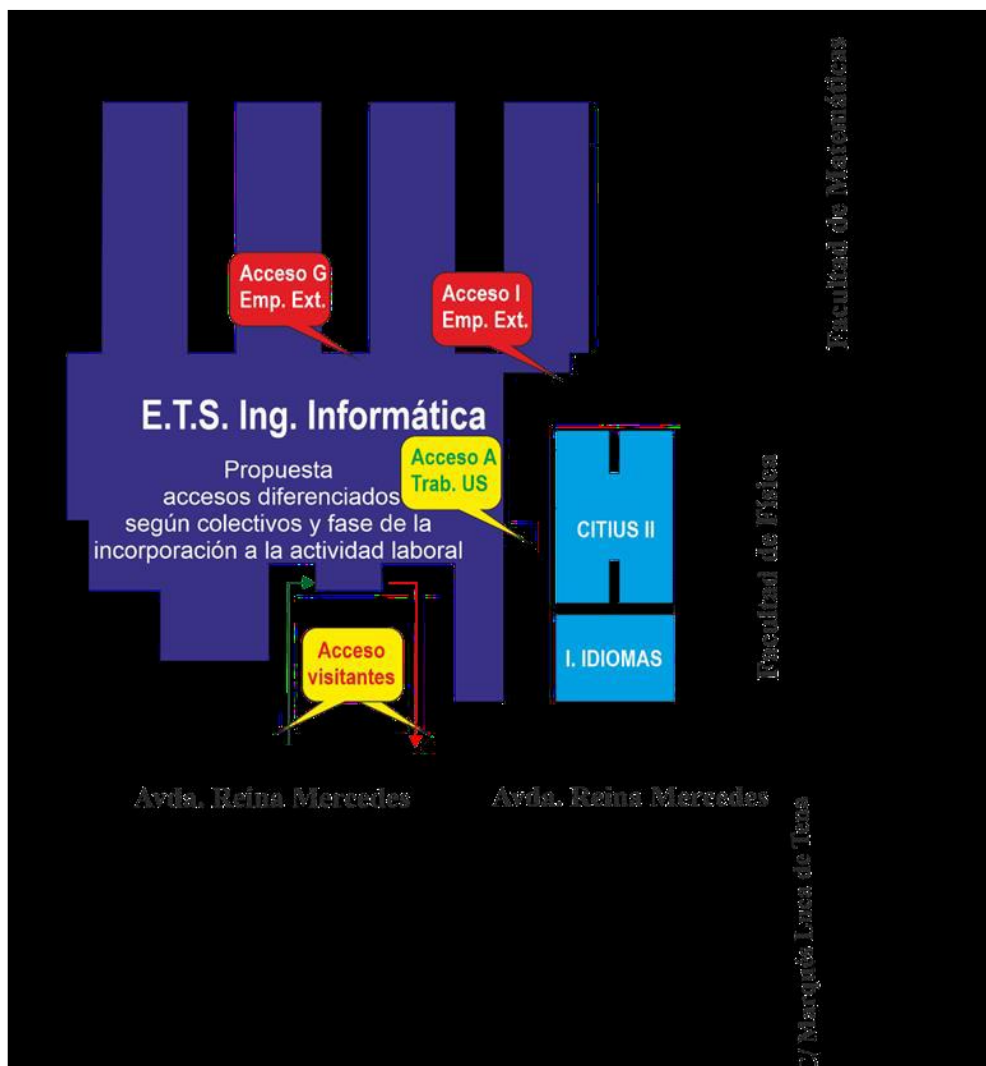 Facultad de Matemáticas
Acceso G
Emp. Ext.
Acceso I
Emp. Ext.
E.T.S. Ing. Informática
Propuesta
accesos diferenciados
según colectivos y fase de la
incorporación a la actividad laboral
Acceso A
Trab. US
CITIUS II
Facultad de Física
I. IDIOMAS
Acceso
visitantes
Avda. Reina Mercedes
Avda. Reina Mercedes
C/ Marqués Luca de Tena